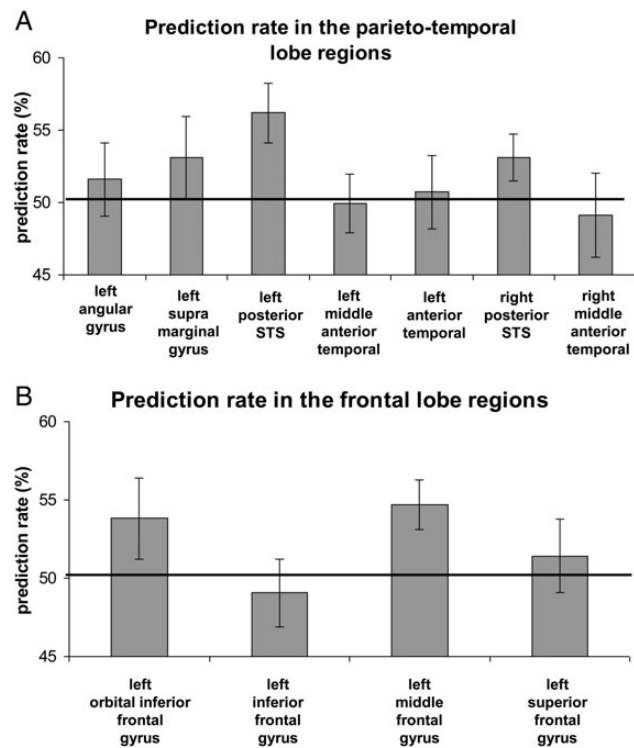 A
Prediction rate in the parieto-temporal
lobe regions
prediction rate (%)
60
55
50
45
left
angular
gyrus
left
supra
marginal
gyrus
left
posterior
STS
left
middle
anterior
temporal
left
anterior
temporal
right
posterior
STS
right
middle
anterior
temporal
B
Prediction rate in the frontal lobe regions
prediction rate (%)
60
55
50
45
left
orbital inferior
frontal
gyrus
left
inferior
frontal
gyrus
left
middle
frontal
gyrus
left
superior
frontal
gyrus